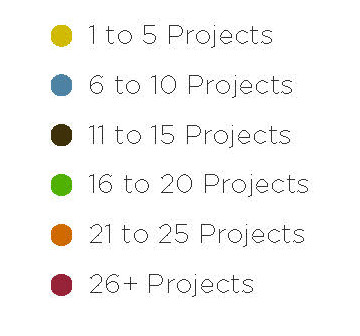 1 to 5 Projects
6 to 10 Projects
11 to 15 Projects
16 to 20 Projects
21 to 25 Projects
26+ Projects